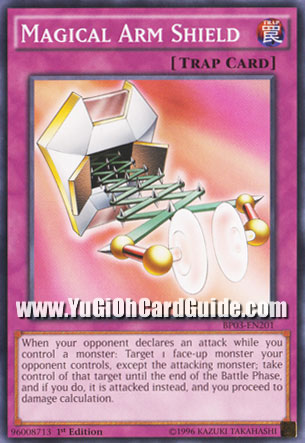 MAGICAL ARM SHIELD
TRAP
罠
[TRAP CARD]
www.YuGiOhCardGuide.com
BP03-EN201
When your opponent declares an attack while you
control a monster: Target 1 face-up monster your
opponent controls, except the attacking monster; take
control of that target until the end of the Battle Phase,
and if you do, it is attacked instead, and you proceed to
damage calculation.
96008713 1st Edition ©1996 KAZUKI TAKAHASHI